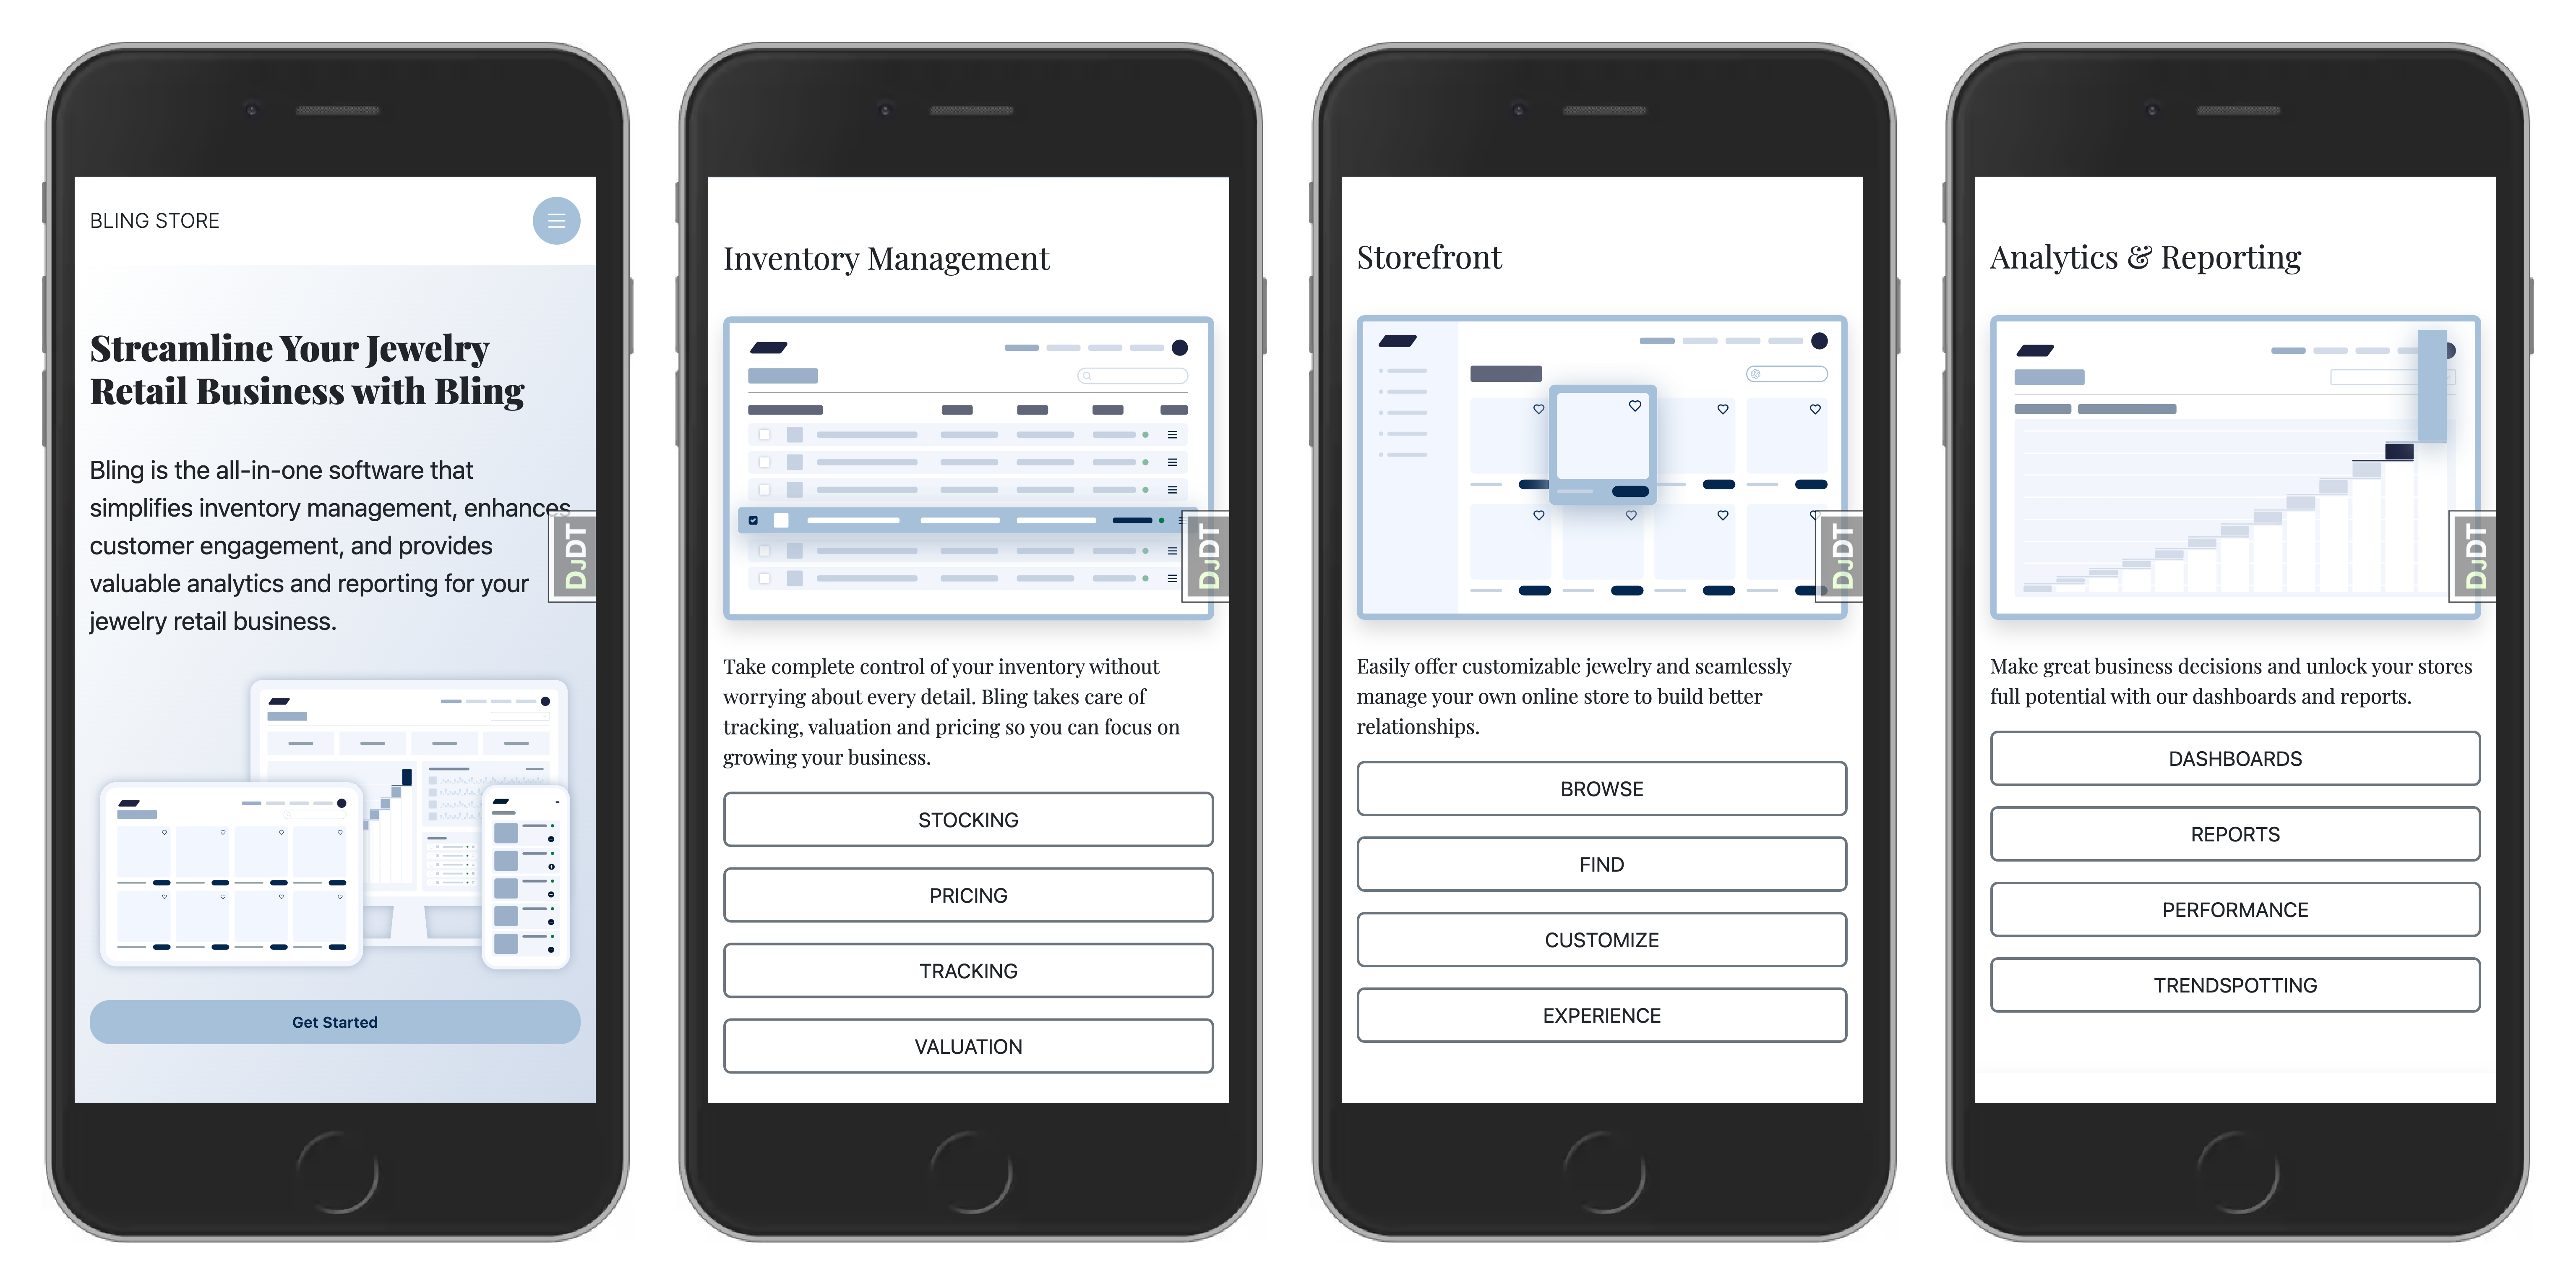 BLING STORE
Streamline Your Jewelry
Retail Business with Bling
Bling is the all-in-one software that
simplifies inventory management, enhances
customer engagement, and provides
valuable analytics and reporting for your
jewelry retail business.
DJDT
Get Started
Inventory Management
DJDT
Take complete control of your inventory without
worrying about every detail. Bling takes care of
tracking, valuation and pricing so you can focus on
growing your business.
STOCKING
PRICING
TRACKING
VALUATION
Storefront
DJDT
Easily offer customizable jewelry and seamlessly
manage your own online store to build better
relationships.
BROWSE
FIND
CUSTOMIZE
EXPERIENCE
Analytics & Reporting
DJDT
Make great business decisions and unlock your stores
full potential with our dashboards and reports.
DASHBOARDS
REPORTS
PERFORMANCE
TRENDSPOTTING